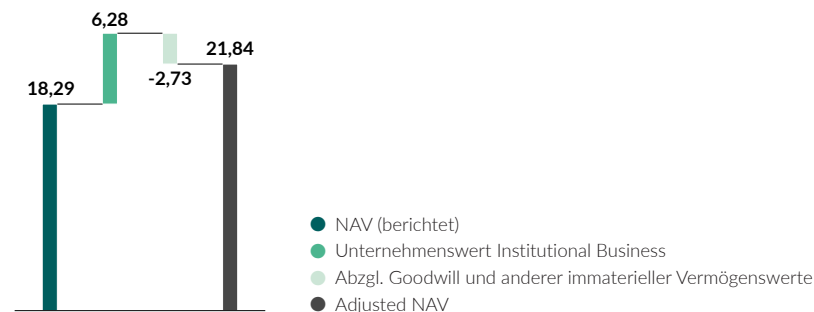 6,28
21,84
-2,73
18,29
NAV (berichtet)
Unternehmenswert Institutional Business
Abzgl. Goodwill und anderer immaterieller Vermögenswerte
Adjusted NAV